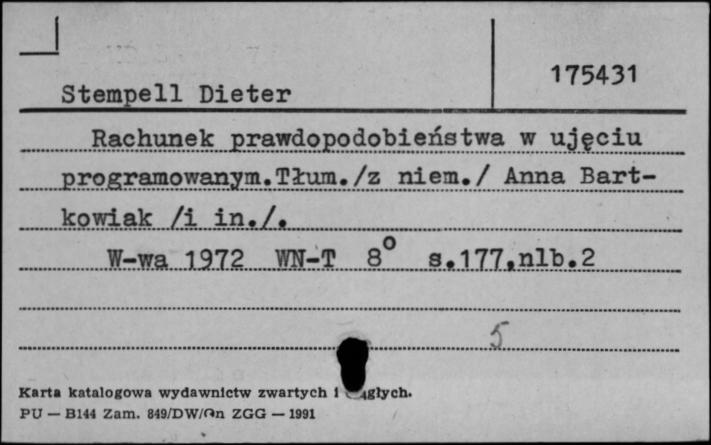 175431
Stempell Dieter
Rachunek prawdopodobieństwa w ujęciu
programowanym.Tłum./z niem./ Anna Bart-
kowiak /i in./.
W-wa 1972 WN-T 8° s.177,nlb.2
5
Karta katalogowa wydawnictw zwartych i
PU — B144 Zam. 849/DW/On ZGG — 1991